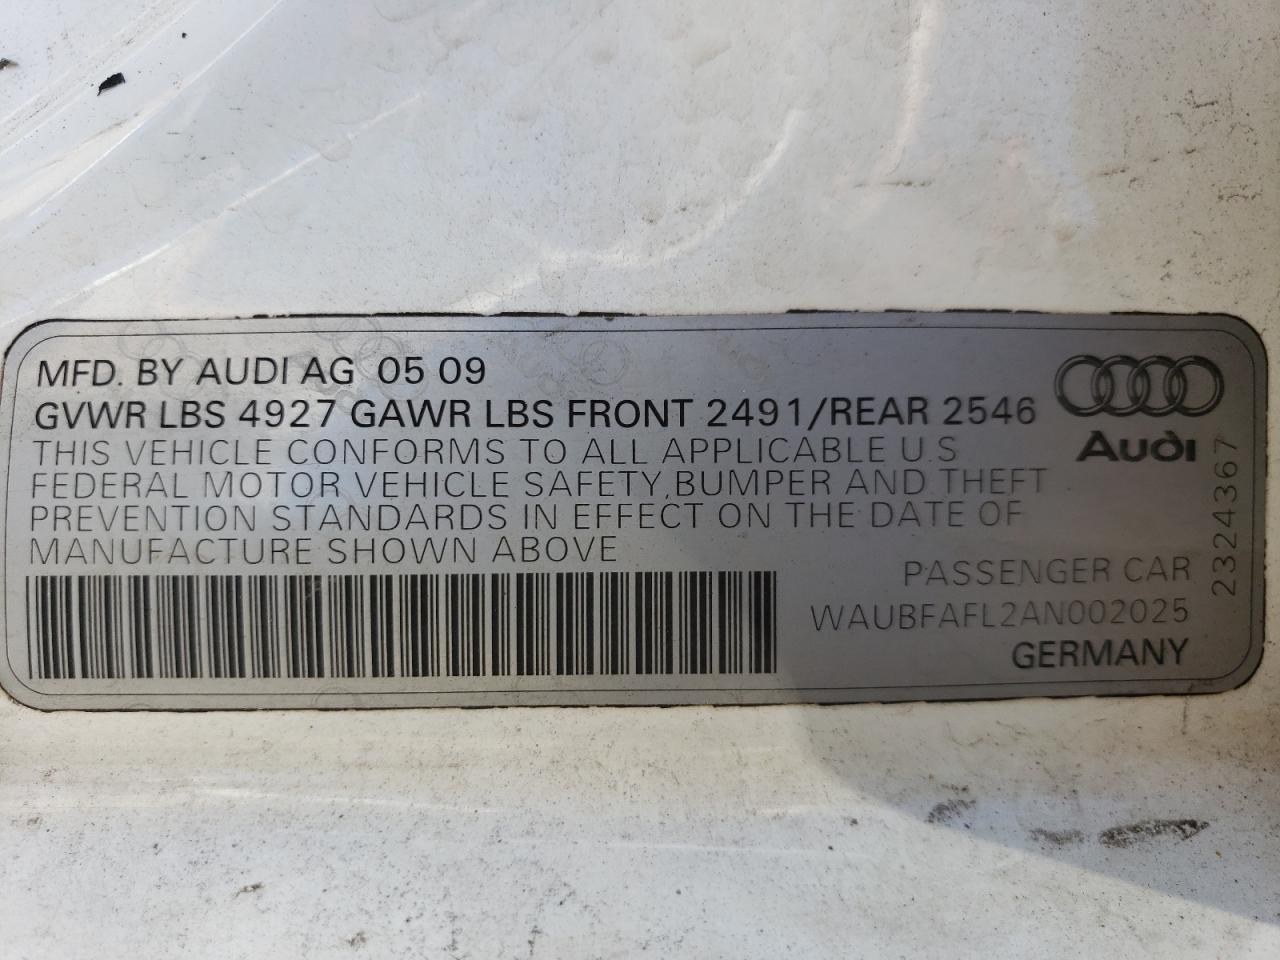 MFD. BY AUDI AG 05 09
GVWR LBS 4927 GAWR LBS FRONT 2491/REAR 2546
THIS VEHICLE CONFORMS TO ALL APPLICABLE U.S
FEDERAL MOTOR VEHICLE SAFETY, BUMPER AND THEFT
PREVENTION STANDARDS IN EFFECT ON THE DATE OF
MANUFACTURE SHOWN ABOVE
Audi
PASSENGER CAR
WAUBFAFL2AN002025
GERMANY
2324367